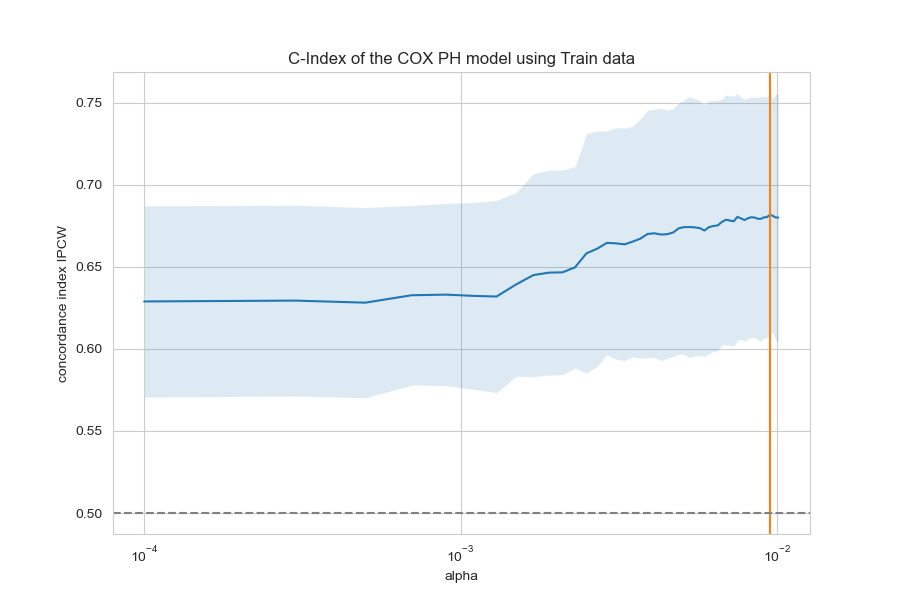 C-Index of the COX PH model using Train data
concordance index IPCW
0.75
0.70
0.65
0.60
0.55
0.50
10⁻⁴ 10⁻³ 10⁻²
alpha